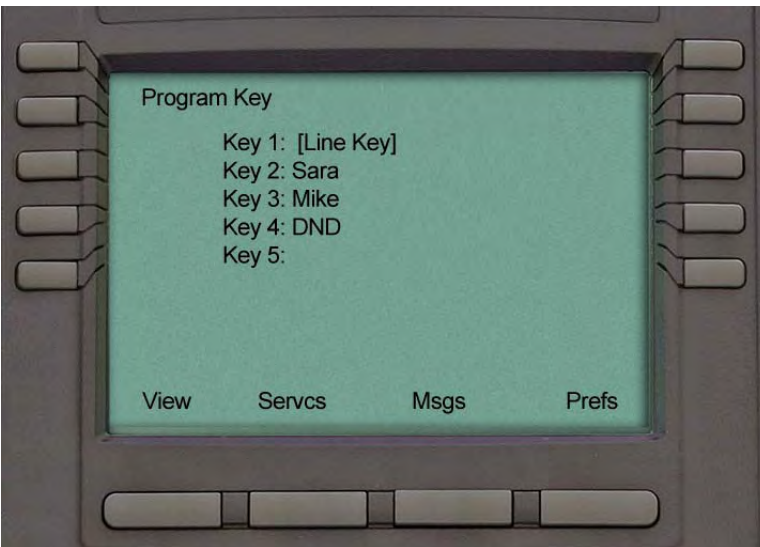 Program Key
Key 1: [Line Key]
Key 2: Sara
Key 3: Mike
Key 4: DND
Key 5:
View Servcs Msgs Prefs